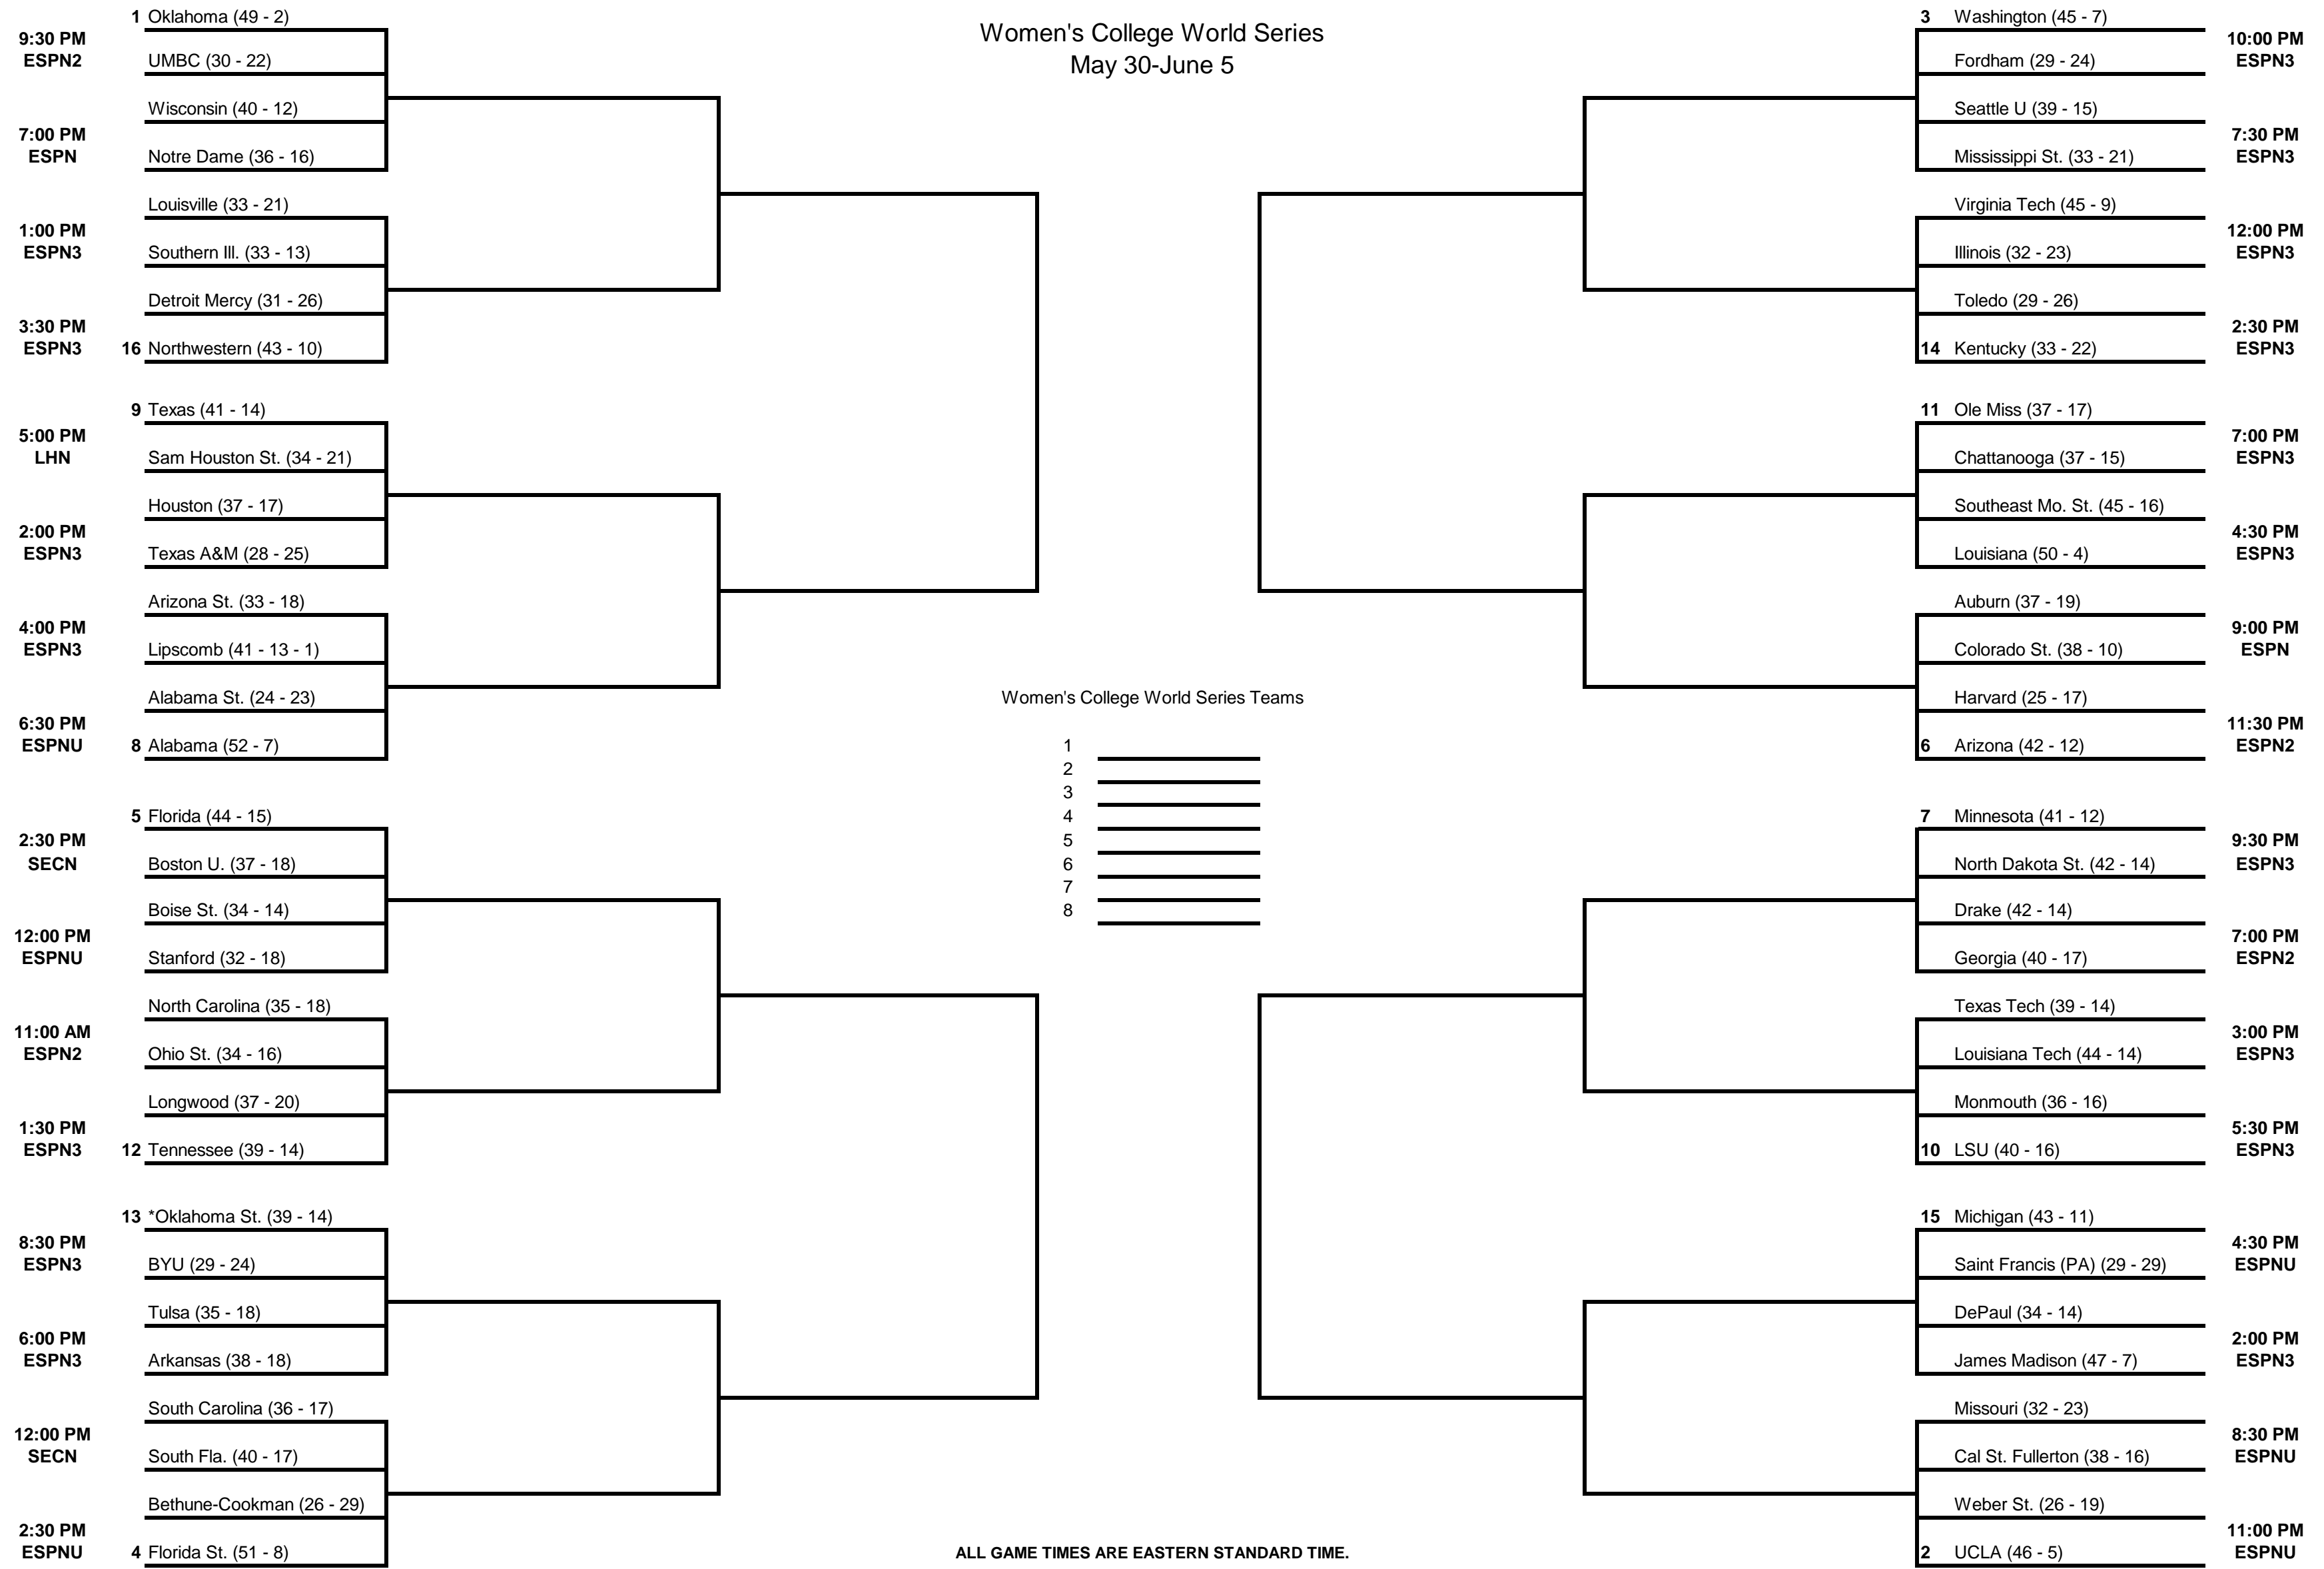 Women's College World Series
May 30-June 5
1 Oklahoma (49 - 2)
9:30 PM
ESPN2
UMBC (30 - 22)
Wisconsin (40 - 12)
7:00 PM
ESPN
Notre Dame (36 - 16)
Louisville (33 - 21)
1:00 PM
ESPN3
Southern Ill. (33 - 13)
Detroit Mercy (31 - 26)
3:30 PM
ESPN3
16 Northwestern (43 - 10)
9 Texas (41 - 14)
5:00 PM
LHN
Sam Houston St. (34 - 21)
Houston (37 - 17)
2:00 PM
ESPN3
Texas A&M (28 - 25)
Arizona St. (33 - 18)
4:00 PM
ESPN3
Lipscomb (41 - 13 - 1)
Alabama St. (24 - 23)
6:30 PM
ESPNU
8 Alabama (52 - 7)
5 Florida (44 - 15)
2:30 PM
SECN
Boston U. (37 - 18)
Boise St. (34 - 14)
12:00 PM
ESPNU
Stanford (32 - 18)
North Carolina (35 - 18)
11:00 AM
ESPN2
Ohio St. (34 - 16)
Longwood (37 - 20)
1:30 PM
ESPN3
12 Tennessee (39 - 14)
13 *Oklahoma St. (39 - 14)
8:30 PM
ESPN3
BYU (29 - 24)
Tulsa (35 - 18)
6:00 PM
ESPN3
Arkansas (38 - 18)
South Carolina (36 - 17)
12:00 PM
SECN
South Fla. (40 - 17)
Bethune-Cookman (26 - 29)
2:30 PM
ESPNU
4 Florida St. (51 - 8)
Women's College World Series Teams
1
2
3
4
5
6
7
8
ALL GAME TIMES ARE EASTERN STANDARD TIME.
3 Washington (45 - 7)
10:00 PM
ESPN3
Fordham (29 - 24)
Seattle U (39 - 15)
7:30 PM
ESPN3
Mississippi St. (33 - 21)
Virginia Tech (45 - 9)
12:00 PM
ESPN3
Illinois (32 - 23)
Toledo (29 - 26)
2:30 PM
ESPN3
14 Kentucky (33 - 22)
11 Ole Miss (37 - 17)
7:00 PM
ESPN3
Chattanooga (37 - 15)
Southeast Mo. St. (45 - 16)
4:30 PM
ESPN3
Louisiana (50 - 4)
Auburn (37 - 19)
9:00 PM
ESPN
Colorado St. (38 - 10)
Harvard (25 - 17)
11:30 PM
ESPN2
6 Arizona (42 - 12)
7 Minnesota (41 - 12)
9:30 PM
ESPN3
North Dakota St. (42 - 14)
Drake (42 - 14)
7:00 PM
ESPN2
Georgia (40 - 17)
Texas Tech (39 - 14)
3:00 PM
ESPN3
Louisiana Tech (44 - 14)
Monmouth (36 - 16)
5:30 PM
ESPN3
10 LSU (40 - 16)
15 Michigan (43 - 11)
4:30 PM
ESPNU
Saint Francis (PA) (29 - 29)
DePaul (34 - 14)
2:00 PM
ESPN3
James Madison (47 - 7)
Missouri (32 - 23)
8:30 PM
ESPNU
Cal St. Fullerton (38 - 16)
Weber St. (26 - 19)
11:00 PM
ESPNU
2 UCLA (46 - 5)